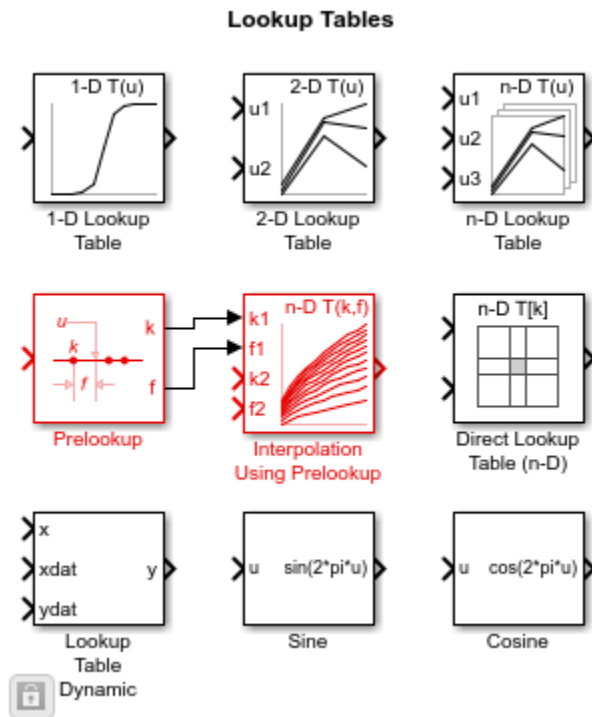 Lookup Tables
1-D T(u)
1-D Lookup
Table
2-D T(u)
u1
u2
2-D Lookup
Table
n-D T(u)
u1
u2
u3
n-D Lookup
Table
u
k
f
k
f
Prelookup
n-D T(k,f)
k1
f1
k2
f2
Interpolation
Using Prelookup
n-D T[k]
Direct Lookup
Table (n-D)
x
xdat
ydat
y
Lookup
Table
Dynamic
u sin(2*pi*u)
Sine
u cos(2*pi*u)
Cosine